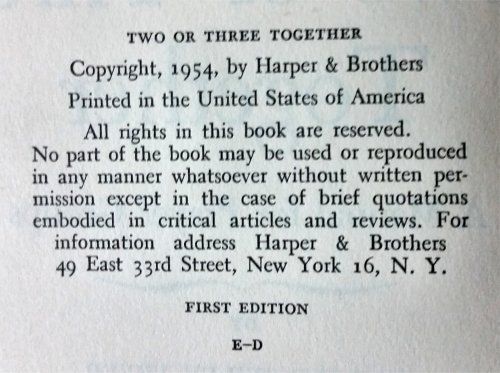 TWO OR THREE TOGETHER
Copyright, 1954, by Harper & Brothers
Printed in the United States of America
All rights in this book are reserved.
No part of the book may be used or reproduced
in any manner whatsoever without written per-
mission except in the case of brief quotations
embodied in critical articles and reviews. For
information address Harper & Brothers
49 East 33rd Street, New York 16, N. Y.
FIRST EDITION
E–D